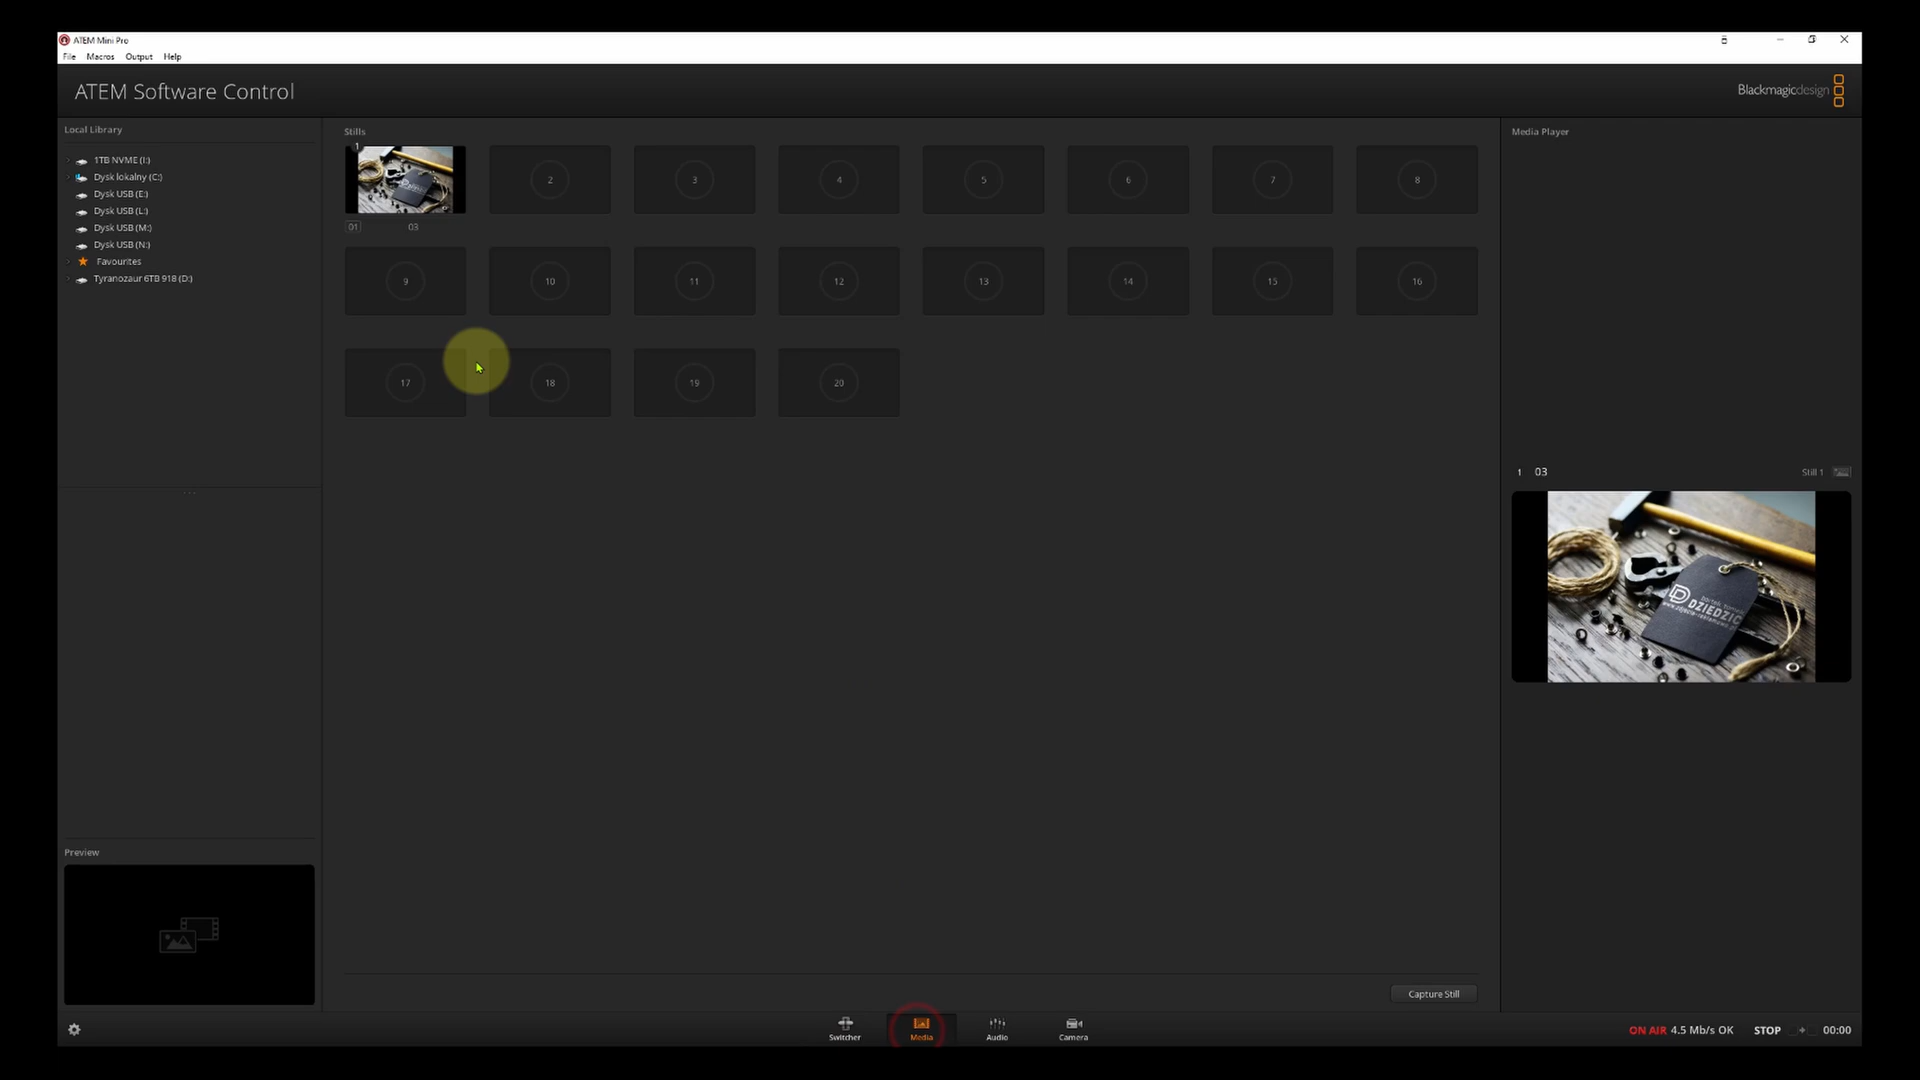 ATEM Mini Pro
File Macros Output Help
ATEM Software Control
Blackmagicdesign
Local Library
1TB NVME (I:)
Dysk lokalny (C:)
Dysk USB (E:)
Dysk USB (L:)
Dysk USB (M:)
Dysk USB (N:)
Favourites
Tyranozaur 6TB 918 (D:)
Stills
1 2 3 4 5 6 7 8
01 03
9 10 11 12 13 14 15 16
17 18 19 20
Media Player
1 03 Still 1
DZIEDZIC
Preview
Capture Still
Switcher Media Audio Camera
ON AIR 4.5 Mb/s OK STOP 00:00